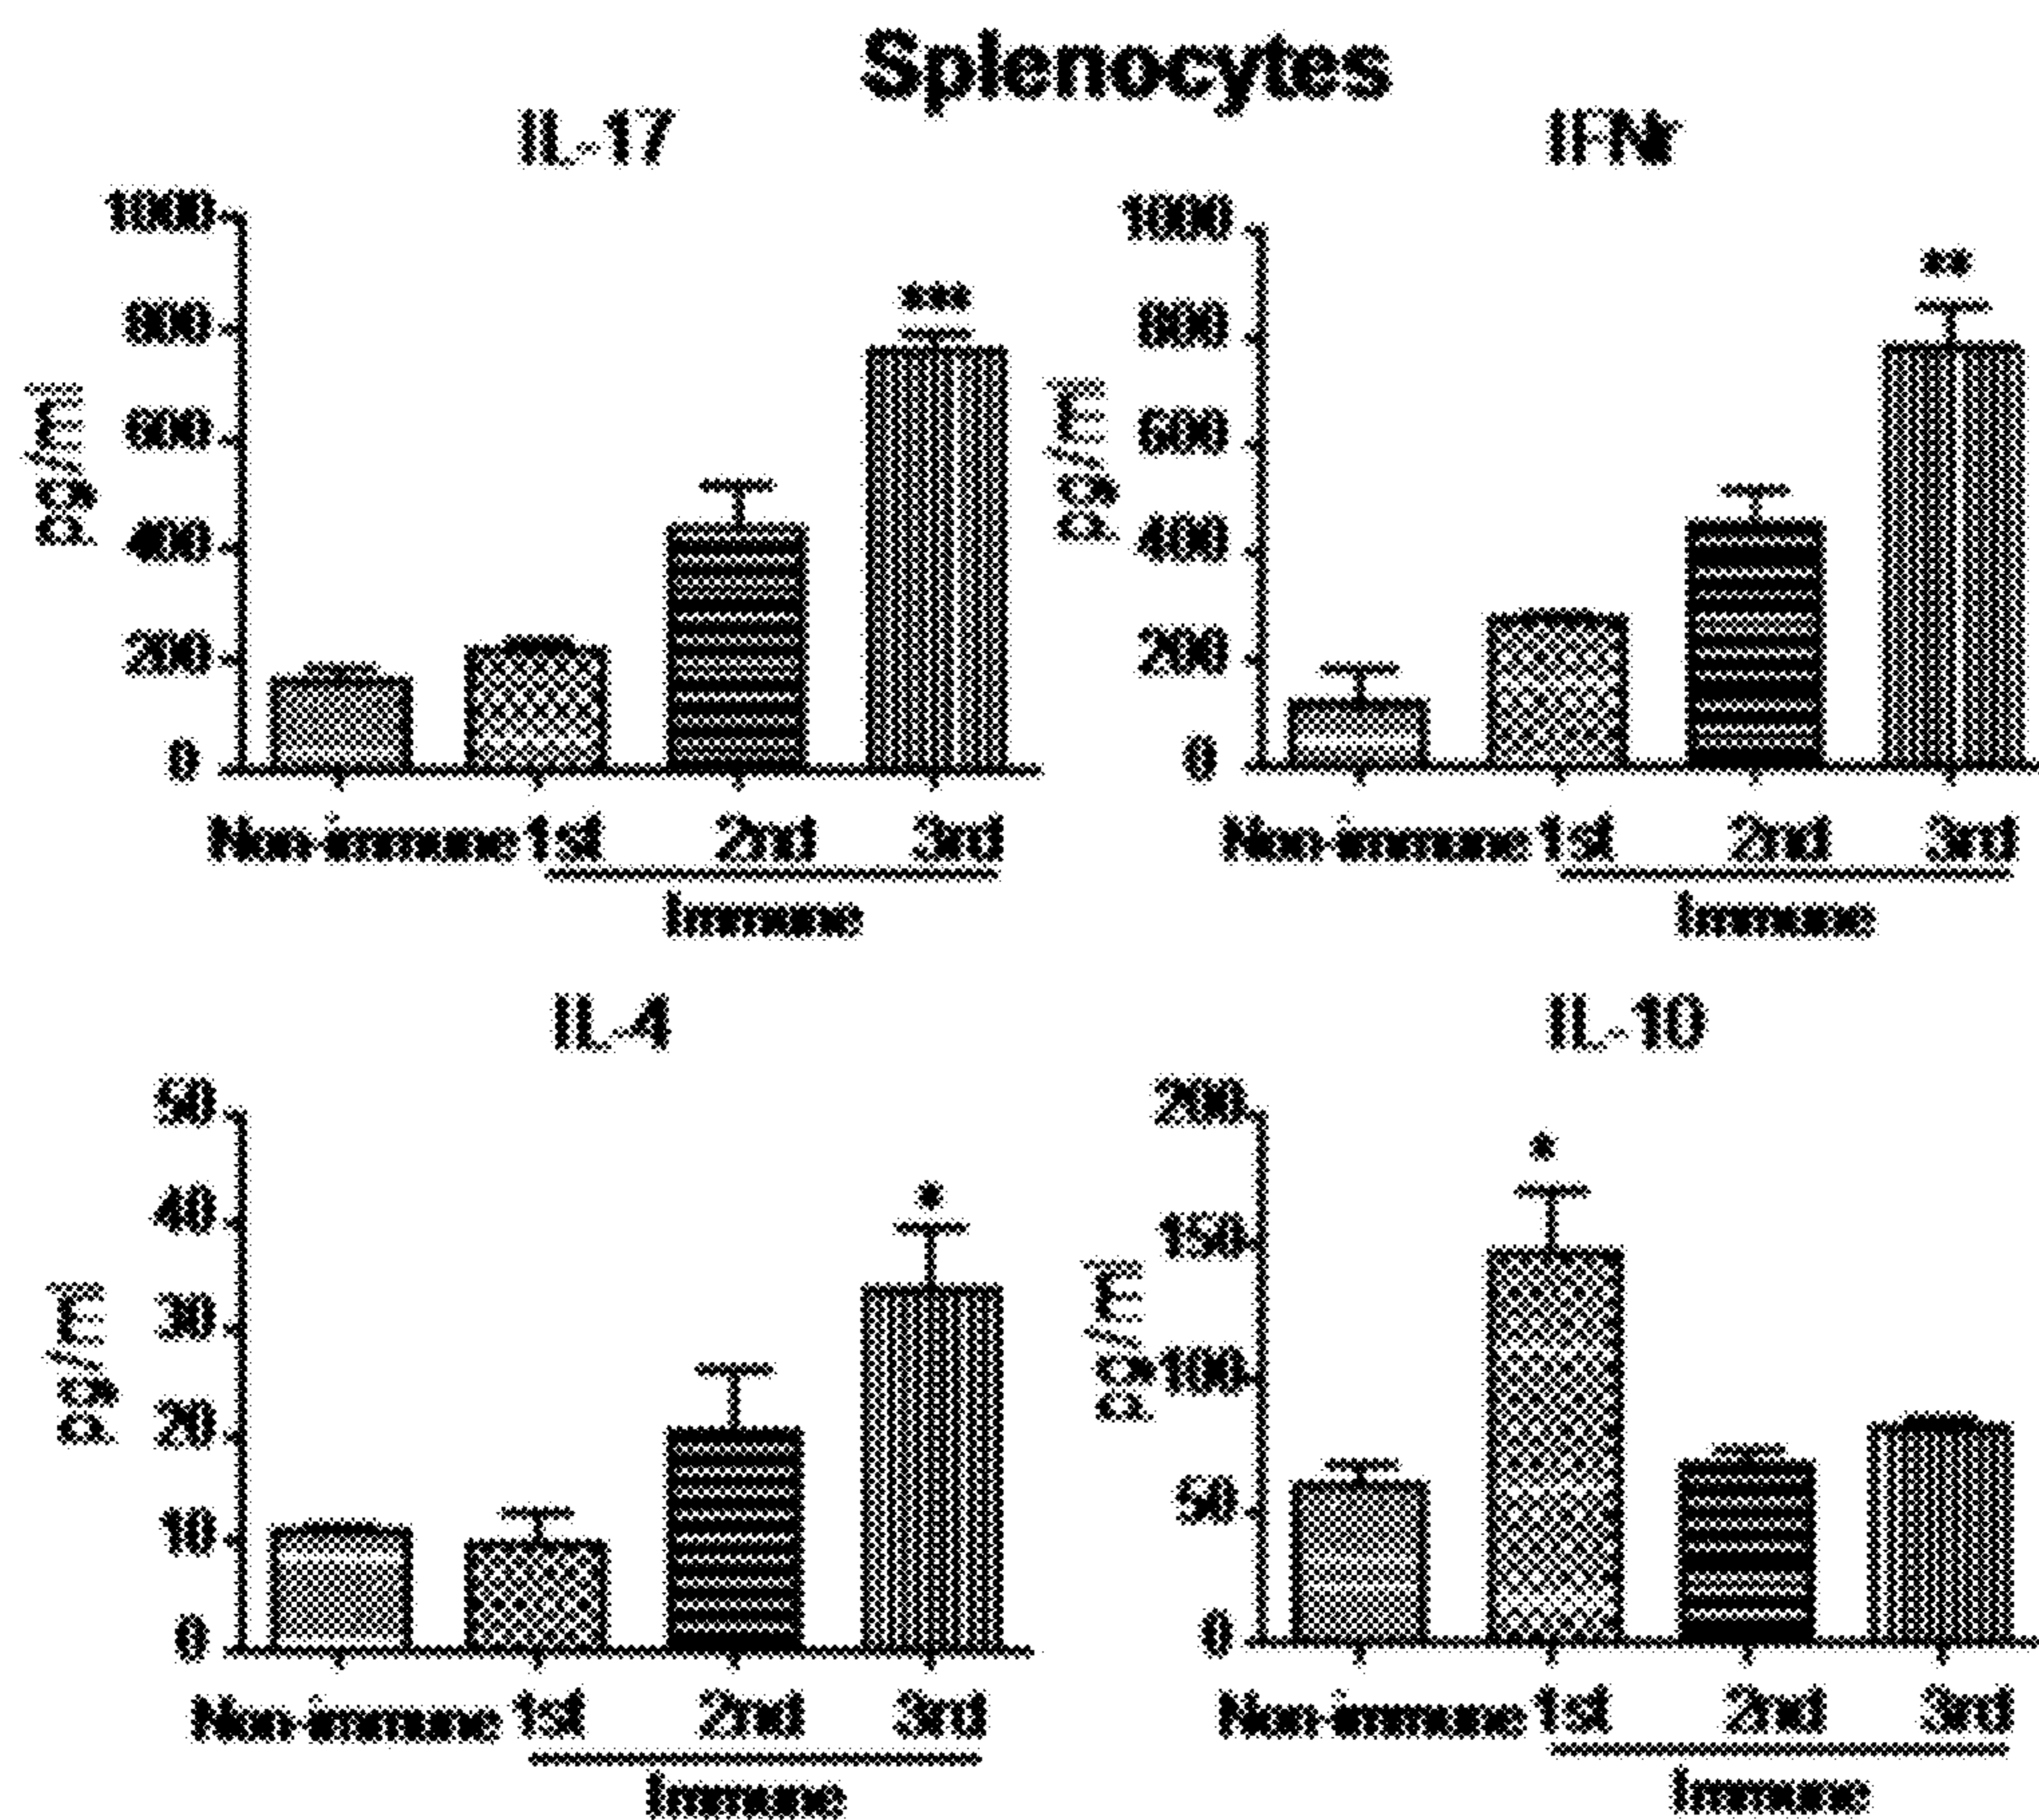 Splenocytes
IL-17
1000
800
600
400
200
0
pg/ml
Non-immune 1st 2nd 3rd
Immune
***
IFNγ
1000
800
600
400
200
0
pg/ml
Non-immune 1st 2nd 3rd
Immune
**
IL-4
50
40
30
20
10
0
pg/ml
Non-immune 1st 2nd 3rd
Immune
*
IL-10
200
150
100
50
0
pg/ml
Non-immune 1st 2nd 3rd
Immune
*